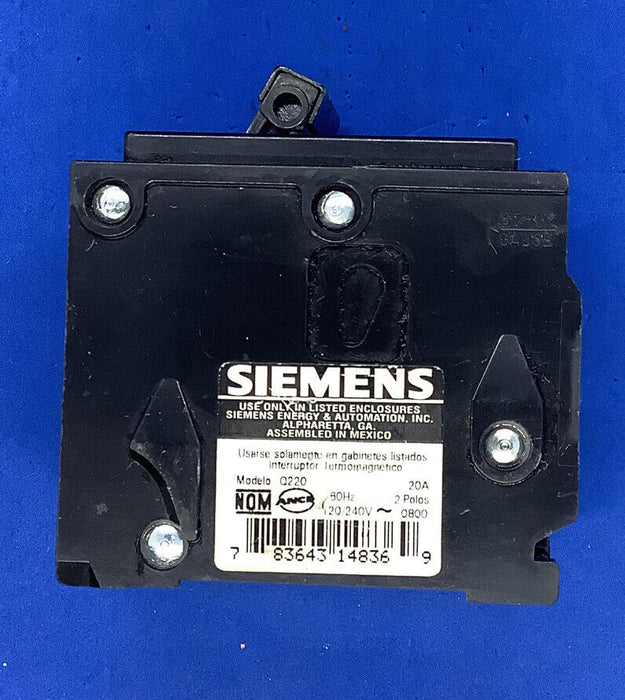 SIEMENS
USE ONLY IN LISTED ENCLOSURES
SIEMENS ENERGY & AUTOMATION, INC.
ALPHARETTA, GA.
ASSEMBLED IN MEXICO
Usarse solamente en gabinetes listados
Interruptor Termomagnetico
Modelo Q220 20A
NOM ANCE 60Hz 2 Polos
120/240V ~ 0800
7 83643 14836 9